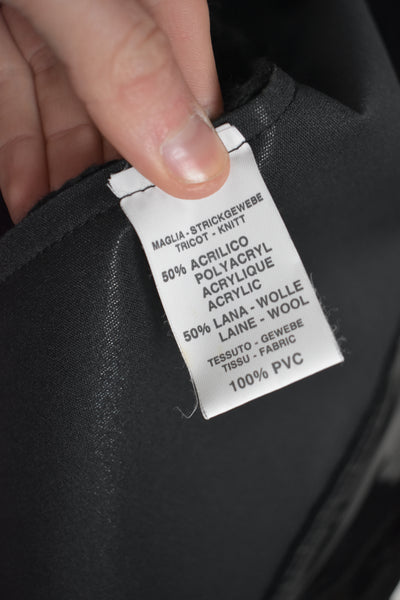 MAGLIA-STRICKGEWEBE
TRICOT - KNITT
50% ACRILICO
POLYACRYL
ACRYLIQUE
ACRYLIC
50% LANA - WOLLE
LAINE - WOOL
TESSUTO - GEWEBE
TISSU - FABRIC
100% PVC